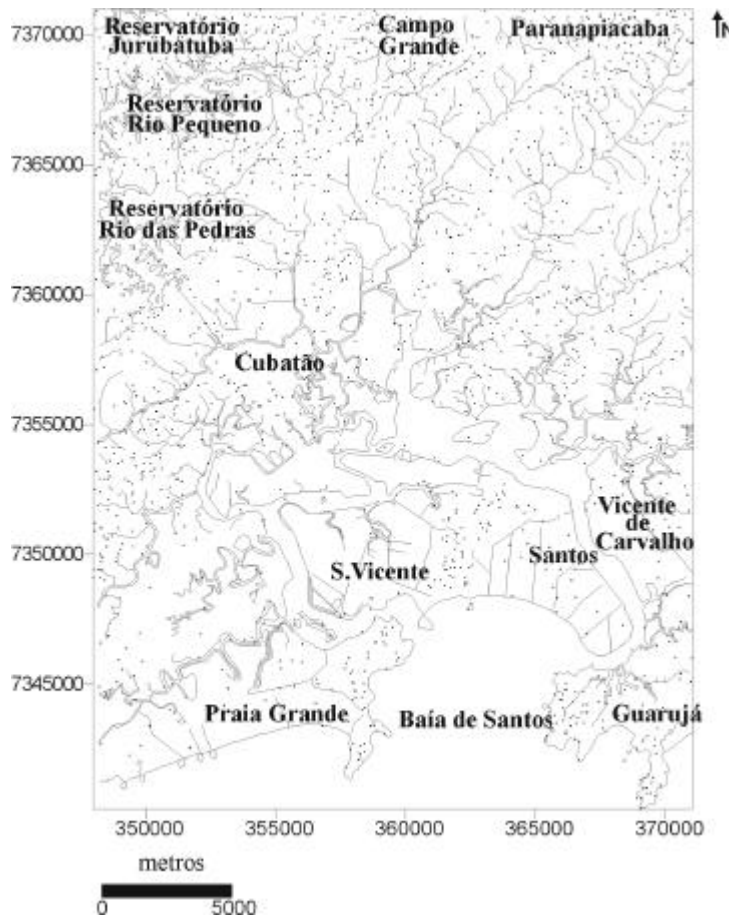 7370000
Reservatório
Jurubatuba
Campo
Grande
Paranapiacaba
N
Reservatório
Rio Pequeno
7365000
Reservatório
Rio das Pedras
7360000
Cubatão
7355000
Vicente
de
Carvalho
7350000
S.Vicente
Santos
7345000
Praia Grande
Baía de Santos
Guarujá
350000 355000 360000 365000 370000
metros
0 5000